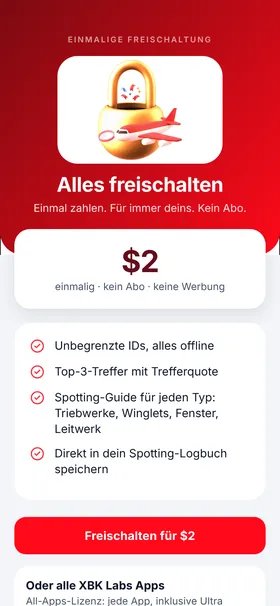 EINMALIGE FREISCHALTUNG
Alles freischalten
Einmal zahlen. Für immer deins. Kein Abo.
$2
einmalig · kein Abo · keine Werbung
Unbegrenzte IDs, alles offline
Top-3-Treffer mit Trefferquote
Spotting-Guide für jeden Typ:
Triebwerke, Winglets, Fenster,
Leitwerk
Direkt in dein Spotting-Logbuch
speichern
Freischalten für $2
Oder alle XBK Labs Apps
All-Apps-Lizenz: jede App, inklusive Ultra